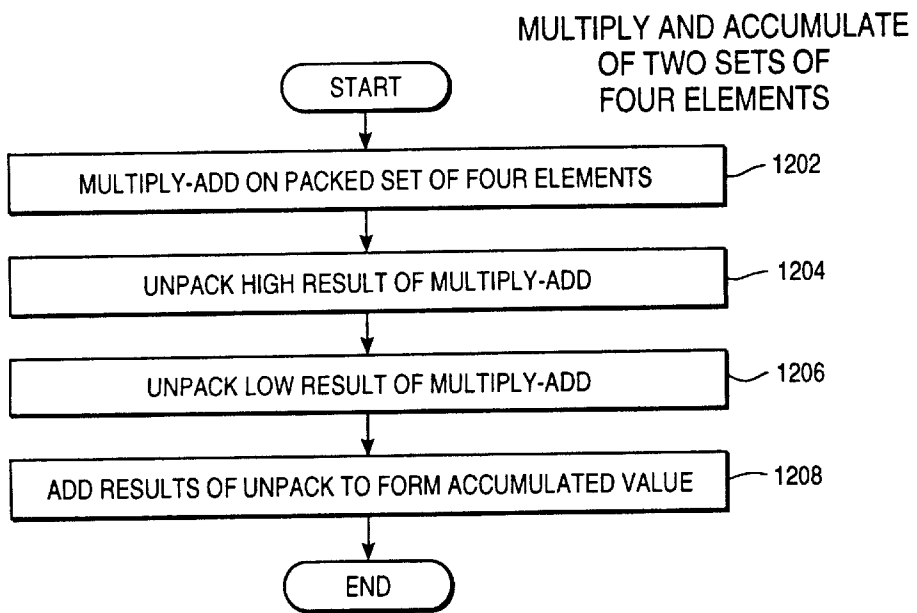 MULTIPLY AND ACCUMULATE
OF TWO SETS OF
FOUR ELEMENTS
START
MULTIPLY-ADD ON PACKED SET OF FOUR ELEMENTS
1202
UNPACK HIGH RESULT OF MULTIPLY-ADD
1204
UNPACK LOW RESULT OF MULTIPLY-ADD
1206
ADD RESULTS OF UNPACK TO FORM ACCUMULATED VALUE
1208
END